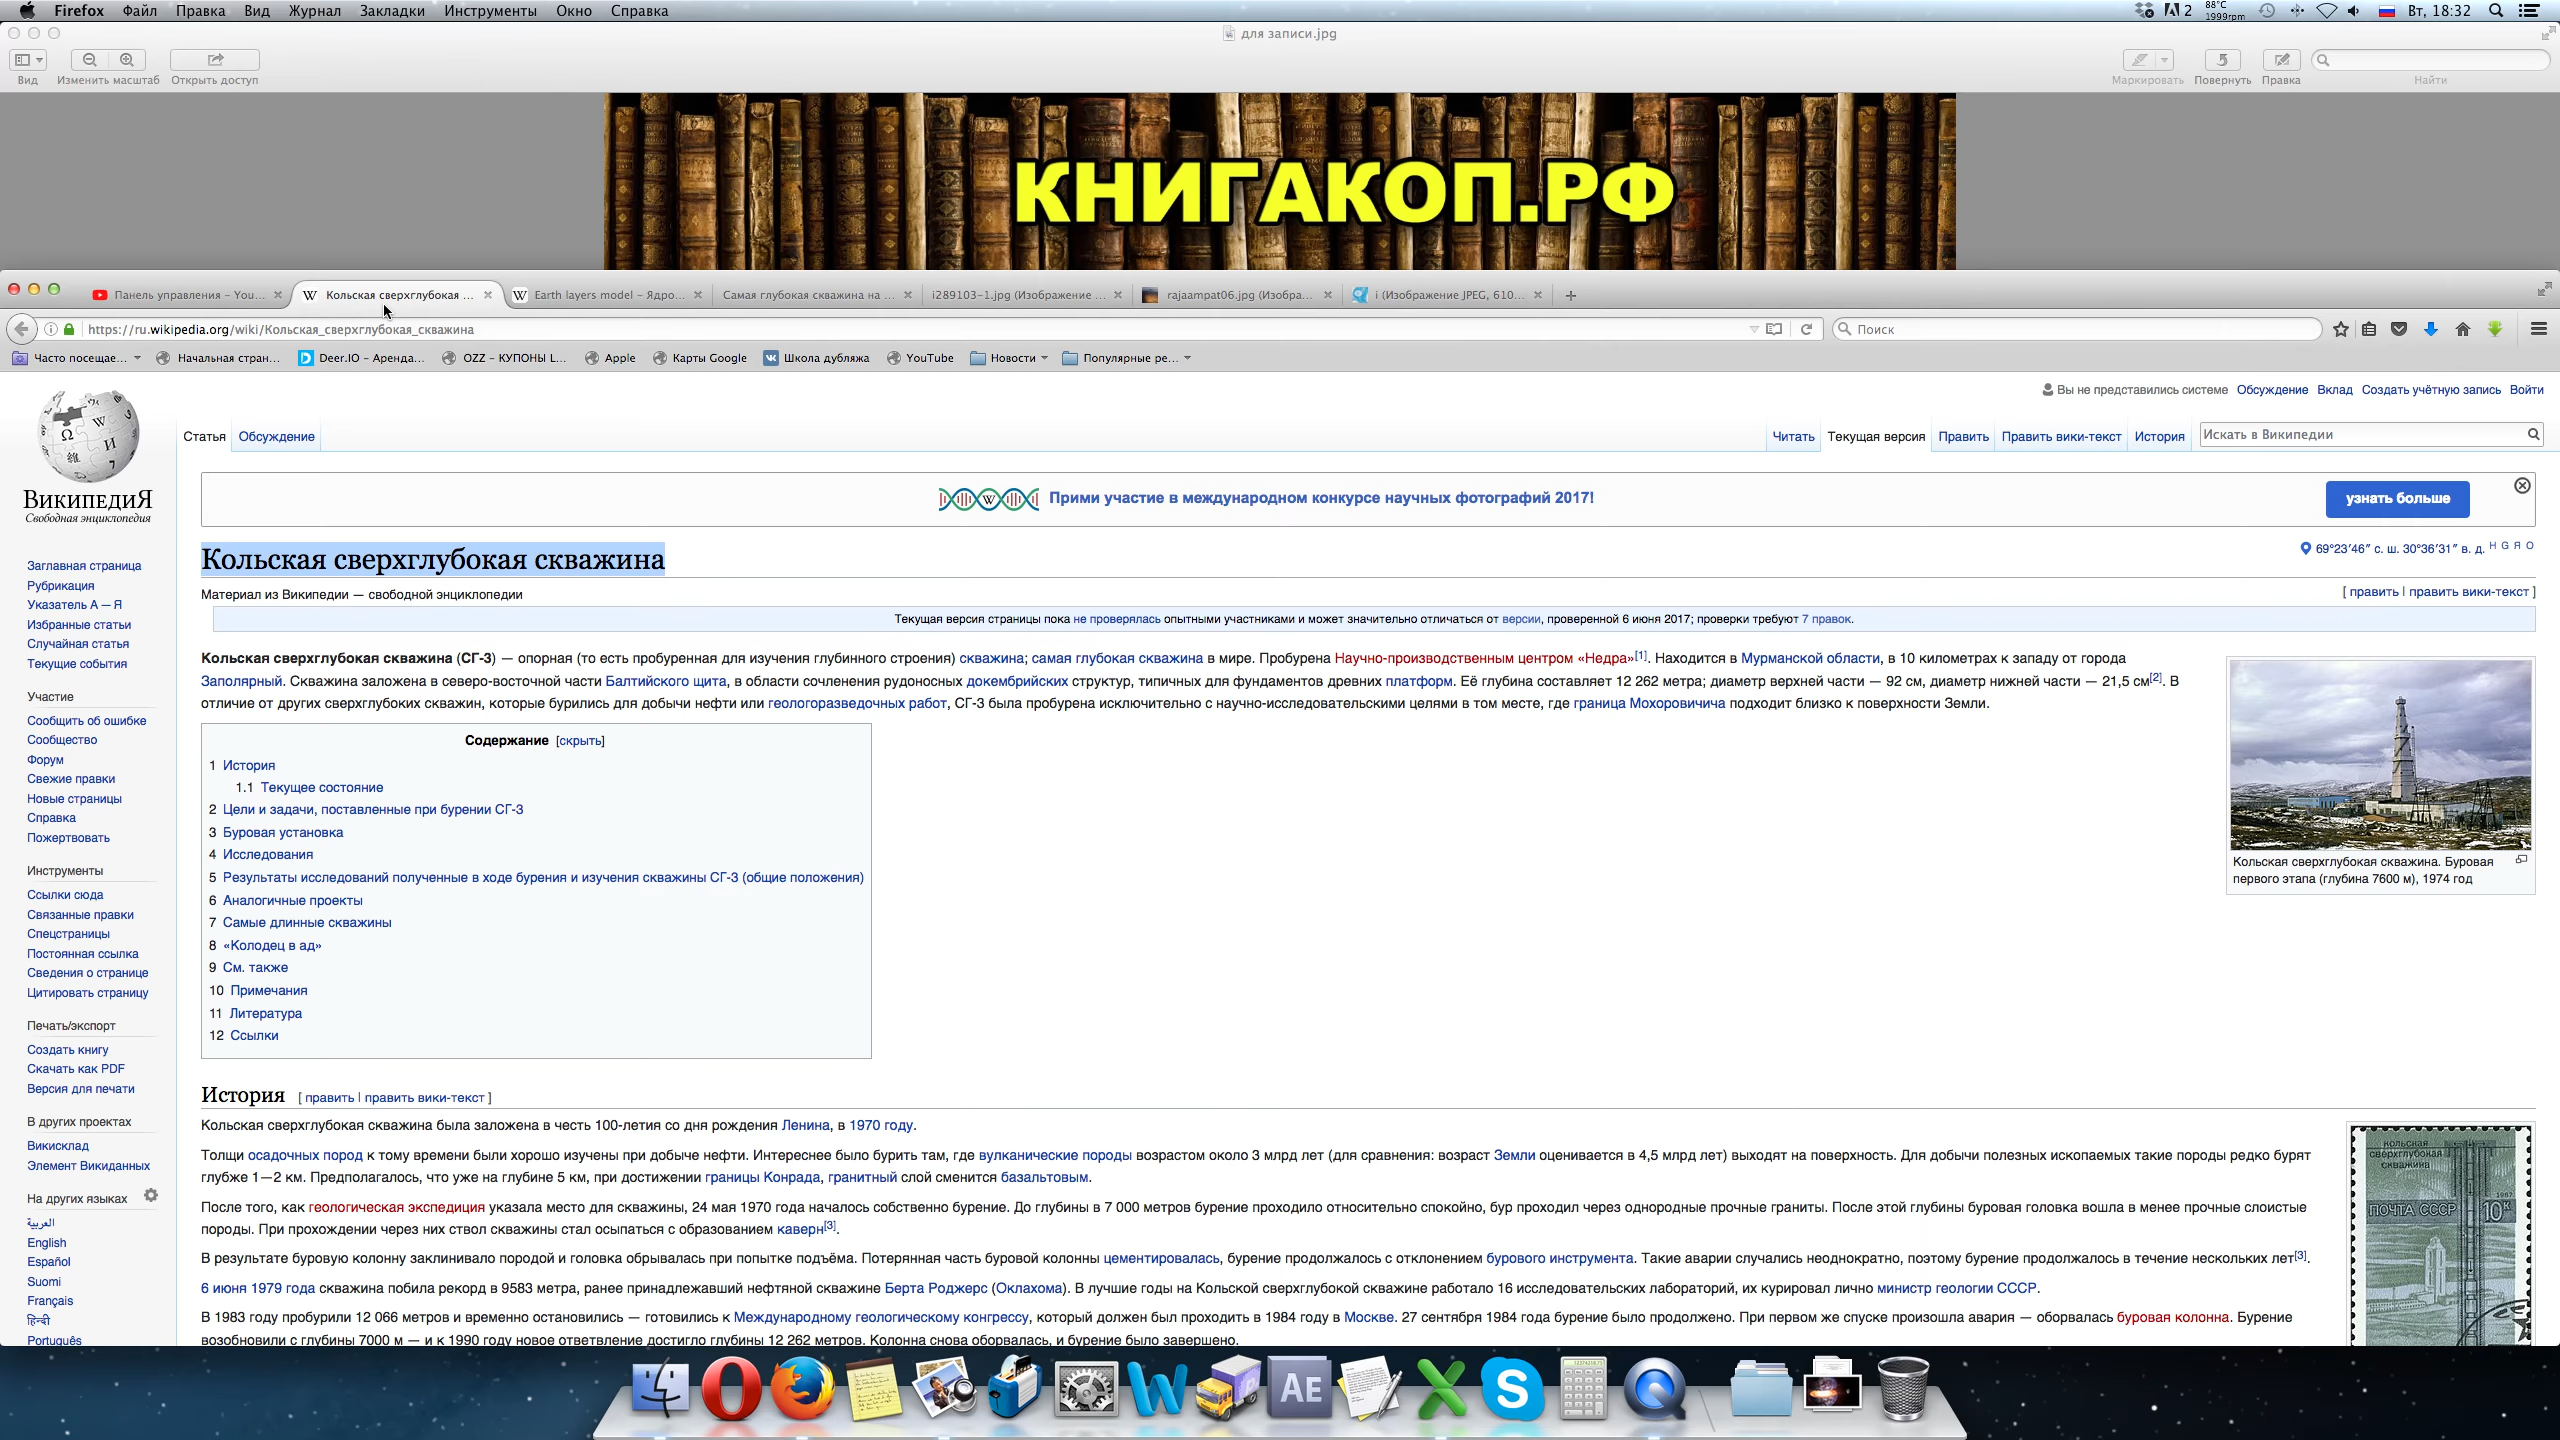 Firefox Файл Правка Вид Журнал Закладки Инструменты Окно Справка
2 88°C 1999rpm Вт, 18:32
для записи.jpg
Вид Изменить масштаб Открыть доступ
Маркировать Повернуть Правка Найти
КНИГАКОП.РФ
Панель управления – You... Кольская сверхглубокая ... Earth layers model – Ядро... Самая глубокая скважина на ... i289103-1.jpg (Изображение ... rajaampat06.jpg (Изобра... i (Изображение JPEG, 610...
https://ru.wikipedia.org/wiki/Кольская_сверхглубокая_скважина
Поиск
Часто посещае... Начальная стран... Deer.IO – Аренда... OZZ – КУПОНЫ L... Apple Карты Google Школа дубляжа YouTube Новости Популярные ре...
Вы не представились системе Обсуждение Вклад Создать учётную запись Войти
Статья Обсуждение
Читать Текущая версия Править Править вики-текст История Искать в Википедии
ВикипедиЯ
Свободная энциклопедия
Прими участие в международном конкурсе научных фотографий 2017!
узнать больше
Кольская сверхглубокая скважина
69°23′46″ с. ш. 30°36′31″ в. д. H G Я O
Материал из Википедии — свободной энциклопедии
[ править | править вики-текст ]
Текущая версия страницы пока не проверялась опытными участниками и может значительно отличаться от версии, проверенной 6 июня 2017; проверки требуют 7 правок.
Кольская сверхглубокая скважина (СГ-3) — опорная (то есть пробуренная для изучения глубинного строения) скважина; самая глубокая скважина в мире. Пробурена Научно-производственным центром «Недра»[1]. Находится в Мурманской области, в 10 километрах к западу от города
Заполярный. Скважина заложена в северо-восточной части Балтийского щита, в области сочленения рудоносных докембрийских структур, типичных для фундаментов древних платформ. Её глубина составляет 12 262 метра; диаметр верхней части — 92 см, диаметр нижней части — 21,5 см[2]. В
отличие от других сверхглубоких скважин, которые бурились для добычи нефти или геологоразведочных работ, СГ-3 была пробурена исключительно с научно-исследовательскими целями в том месте, где граница Мохоровичича подходит близко к поверхности Земли.
Содержание [скрыть]
1 История
1.1 Текущее состояние
2 Цели и задачи, поставленные при бурении СГ-3
3 Буровая установка
4 Исследования
5 Результаты исследований полученные в ходе бурения и изучения скважины СГ-3 (общие положения)
6 Аналогичные проекты
7 Самые длинные скважины
8 «Колодец в ад»
9 См. также
10 Примечания
11 Литература
12 Ссылки
Кольская сверхглубокая скважина. Буровая
первого этапа (глубина 7600 м), 1974 год
Заглавная страница
Рубрикация
Указатель А — Я
Избранные статьи
Случайная статья
Текущие события
Участие
Сообщить об ошибке
Сообщество
Форум
Свежие правки
Новые страницы
Справка
Пожертвовать
Инструменты
Ссылки сюда
Связанные правки
Спецстраницы
Постоянная ссылка
Сведения о странице
Цитировать страницу
Печать/экспорт
Создать книгу
Скачать как PDF
Версия для печати
В других проектах
Викисклад
Элемент Викиданных
На других языках
العربية
English
Español
Suomi
Français
हिन्दी
Português
История [ править | править вики-текст ]
Кольская сверхглубокая скважина была заложена в честь 100-летия со дня рождения Ленина, в 1970 году.
Толщи осадочных пород к тому времени были хорошо изучены при добыче нефти. Интереснее было бурить там, где вулканические породы возрастом около 3 млрд лет (для сравнения: возраст Земли оценивается в 4,5 млрд лет) выходят на поверхность. Для добычи полезных ископаемых такие породы редко бурят
глубже 1—2 км. Предполагалось, что уже на глубине 5 км, при достижении границы Конрада, гранитный слой сменится базальтовым.
После того, как геологическая экспедиция указала место для скважины, 24 мая 1970 года началось собственно бурение. До глубины в 7 000 метров бурение проходило относительно спокойно, бур проходил через однородные прочные граниты. После этой глубины буровая головка вошла в менее прочные слоистые
породы. При прохождении через них ствол скважины стал осыпаться с образованием каверн[3].
В результате буровую колонну заклинивало породой и головка обрывалась при попытке подъёма. Потерянная часть буровой колонны цементировалась, бурение продолжалось с отклонением бурового инструмента. Такие аварии случались неоднократно, поэтому бурение продолжалось в течение нескольких лет[3].
6 июня 1979 года скважина побила рекорд в 9583 метра, ранее принадлежавший нефтяной скважине Берта Роджерс (Оклахома). В лучшие годы на Кольской сверхглубокой скважине работало 16 исследовательских лабораторий, их курировал лично министр геологии СССР.
В 1983 году пробурили 12 066 метров и временно остановились — готовились к Международному геологическому конгрессу, который должен был проходить в 1984 году в Москве. 27 сентября 1984 года бурение было продолжено. При первом же спуске произошла авария — оборвалась буровая колонна. Бурение
возобновили с глубины 7000 м — и к 1990 году новое ответвление достигло глубины 12 262 метров. Колонна снова оборвалась, и бурение было завершено.
кольская
сверхглубокая
скважина
1987
ПОЧТА СССР 10к
AE